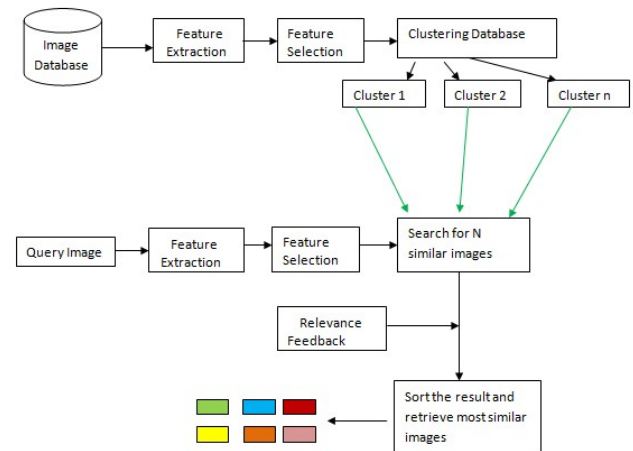 Image
Database
Feature
Extraction
Feature
Selection
Clustering Database
Cluster 1
Cluster 2
Cluster n
Query Image
Feature
Extraction
Feature
Selection
Search for N
similar images
Relevance
Feedback
Sort the result and
retrieve most similar
images